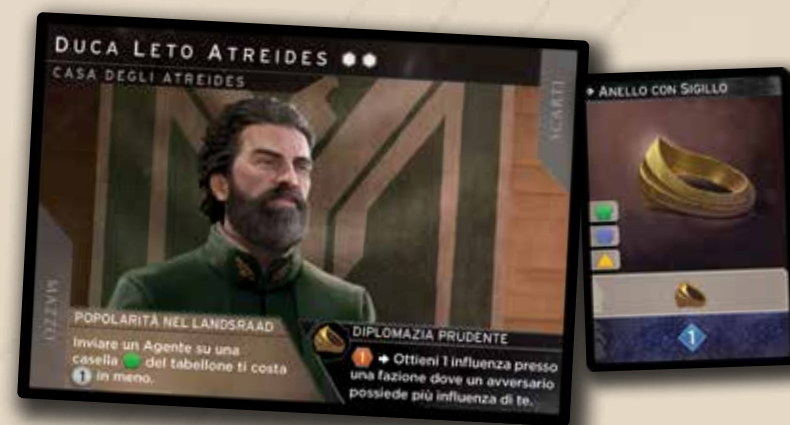 DUCA LETO ATREIDES
CASA DEGLI ATREIDES
SCARTI
MAZZO
POPOLARITÀ NEL LANDSRAAD
Inviare un Agente su una
casella del tabellone ti costa
1 in meno.
DIPLOMAZIA PRUDENTE
1 → Ottieni 1 influenza presso
una fazione dove un avversario
possiede più influenza di te.
ANELLO CON SIGILLO
1